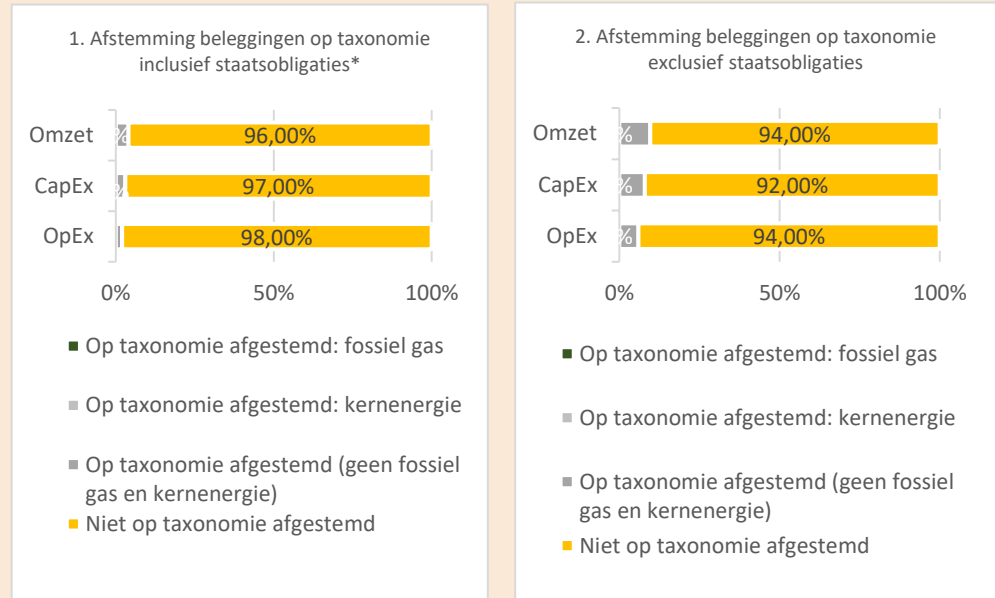 1. Afstemming beleggingen op taxonomie
inclusief staatsobligaties*
Omzet
%
96,00%
CapEx
%
97,00%
OpEx
98,00%
0%
50%
100%
Op taxonomie afgestemd: fossiel gas
Op taxonomie afgestemd: kernenergie
Op taxonomie afgestemd (geen fossiel
gas en kernenergie)
Niet op taxonomie afgestemd
2. Afstemming beleggingen op taxonomie
exclusief staatsobligaties
Omzet
%
94,00%
CapEx
%
92,00%
OpEx
%
94,00%
0%
50%
100%
Op taxonomie afgestemd: fossiel gas
Op taxonomie afgestemd: kernenergie
Op taxonomie afgestemd (geen fossiel
gas en kernenergie)
Niet op taxonomie afgestemd